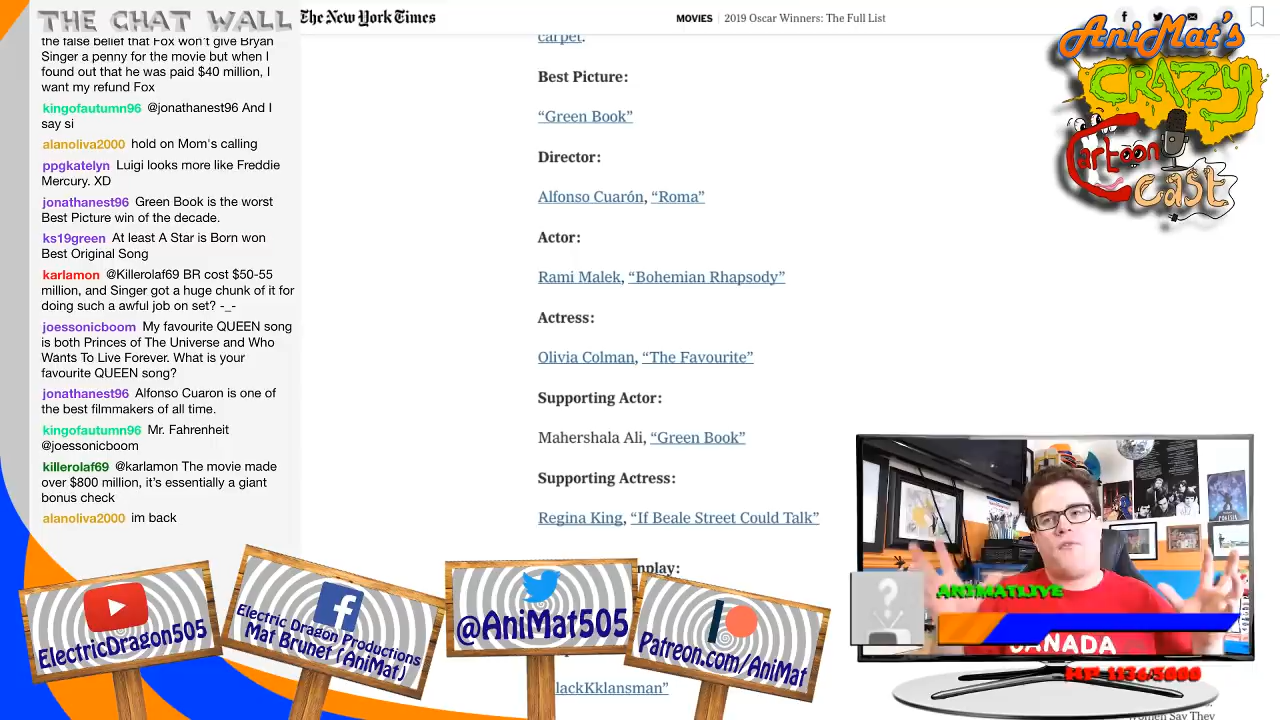 THE CHAT WALL
the false belief that Fox won't give Bryan
Singer a penny for the movie but when I
found out that he was paid $40 million, I
want my refund Fox
kingofautumn96 @jonathanest96 And I
say si
alanoliva2000 hold on Mom's calling
ppgkatelyn Luigi looks more like Freddie
Mercury. XD
jonathanest96 Green Book is the worst
Best Picture win of the decade.
ks19green At least A Star is Born won
Best Original Song
karlamon @Killerolaf69 BR cost $50-55
million, and Singer got a huge chunk of it for
doing such a awful job on set? -_-
joessonicboom My favourite QUEEN song
is both Princes of The Universe and Who
Wants To Live Forever. What is your
favourite QUEEN song?
jonathanest96 Alfonso Cuaron is one of
the best filmmakers of all time.
kingofautumn96 Mr. Fahrenheit
@joessonicboom
killerolaf69 @karlamon The movie made
over $800 million, it's essentially a giant
bonus check
alanoliva2000 im back
The New York Times
MOVIES | 2019 Oscar Winners: The Full List
carpet.
Best Picture:
“Green Book”
Director:
Alfonso Cuarón, “Roma”
Actor:
Rami Malek, “Bohemian Rhapsody”
Actress:
Olivia Colman, “The Favourite”
Supporting Actor:
Mahershala Ali, “Green Book”
Supporting Actress:
Regina King, “If Beale Street Could Talk”
nplay:
lackKklansman”
AniMat's
CRAZY
Cartoon
Cast
ANIMATLIVE
CANADA
HP 1136/5000
Women Say They
ElectricDragon505
Electric Dragon Productions
Mat Brunet (AniMat)
@AniMat505
Patreon.com/AniMat